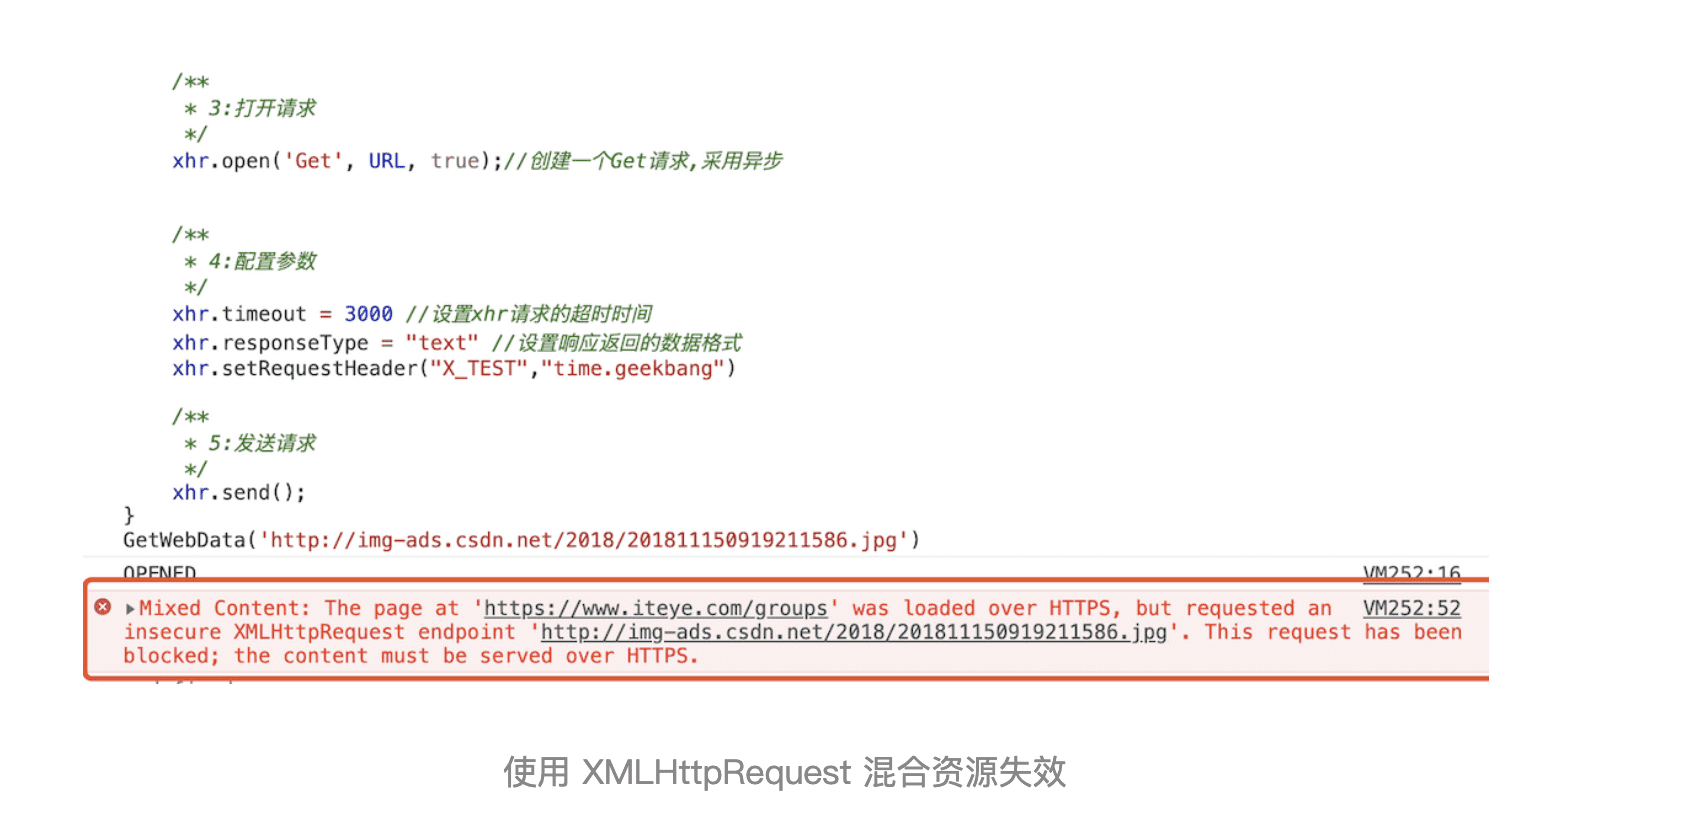 /**
* 3:打开请求
*/
xhr.open('Get', URL, true);//创建一个Get请求,采用异步
/**
* 4:配置参数
*/
xhr.timeout = 3000 //设置xhr请求的超时时间
xhr.responseType = "text" //设置响应返回的数据格式
xhr.setRequestHeader("X_TEST","time.geekbang")
/**
* 5:发送请求
*/
xhr.send();
}
GetWebData('http://img-ads.csdn.net/2018/201811150919211586.jpg')
OPENED VM252:16
Mixed Content: The page at 'https://www.iteye.com/groups' was loaded over HTTPS, but requested an VM252:52
insecure XMLHttpRequest endpoint 'http://img-ads.csdn.net/2018/201811150919211586.jpg'. This request has been
blocked; the content must be served over HTTPS.
使用 XMLHttpRequest 混合资源失效